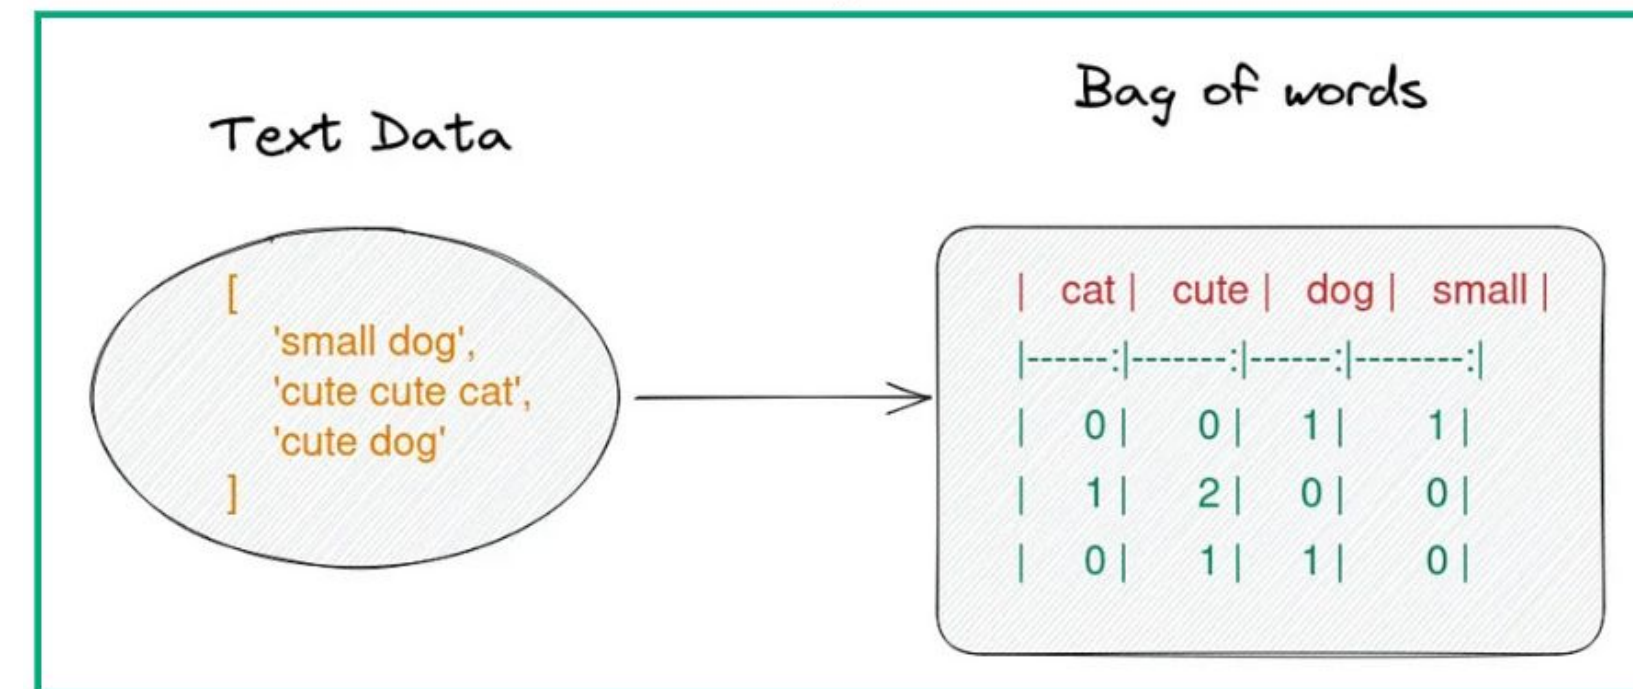 Text Data
[
'small dog',
'cute cute cat',
'cute dog'
]
Bag of words
| cat | cute | dog | small |
|------:|-------:|------:|--------:|
| 0 | 0 | 1 | 1 |
| 1 | 2 | 0 | 0 |
| 0 | 1 | 1 | 0 |